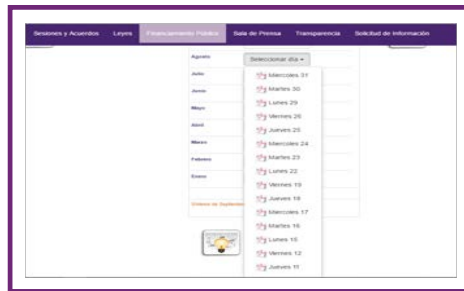 Sesiones y Acuerdos Leyes Financiamiento Público Sala de Prensa Transparencia Solicitud de Información
Agosto Seleccionar día
Julio
Junio
Mayo
Abril
Marzo
Febrero
Enero
Miercoles 31
Martes 30
Lunes 29
Viernes 26
Jueves 25
Miercoles 24
Martes 23
Lunes 22
Viernes 19
Jueves 18
Miercoles 17
Martes 16
Lunes 15
Viernes 12
Jueves 11